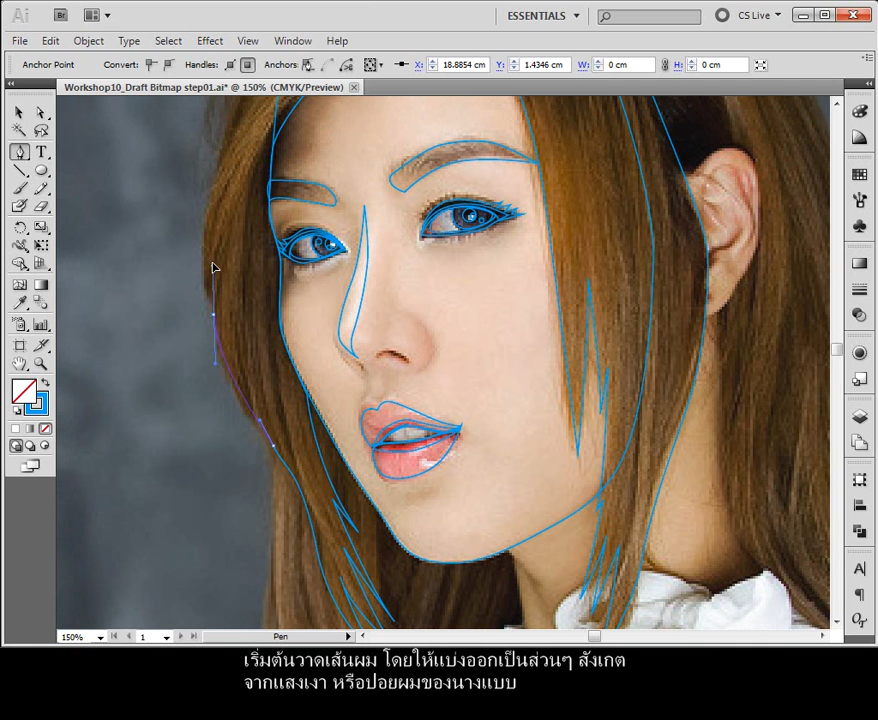 Ai Br ESSENTIALS CS Live
File Edit Object Type Select Effect View Window Help
Anchor Point Convert: Handles: Anchors: X: 18.8854 cm Y: 1.4346 cm W: 0 cm H: 0 cm
Workshop10_Draft Bitmap step01.ai* @ 150% (CMYK/Preview)
150% 1 Pen
เริ่มต้นวาดเส้นผม โดยให้แบ่งออกเป็นส่วนๆ สังเกต
จากแสงเงา หรือปอยผมของนางแบบ